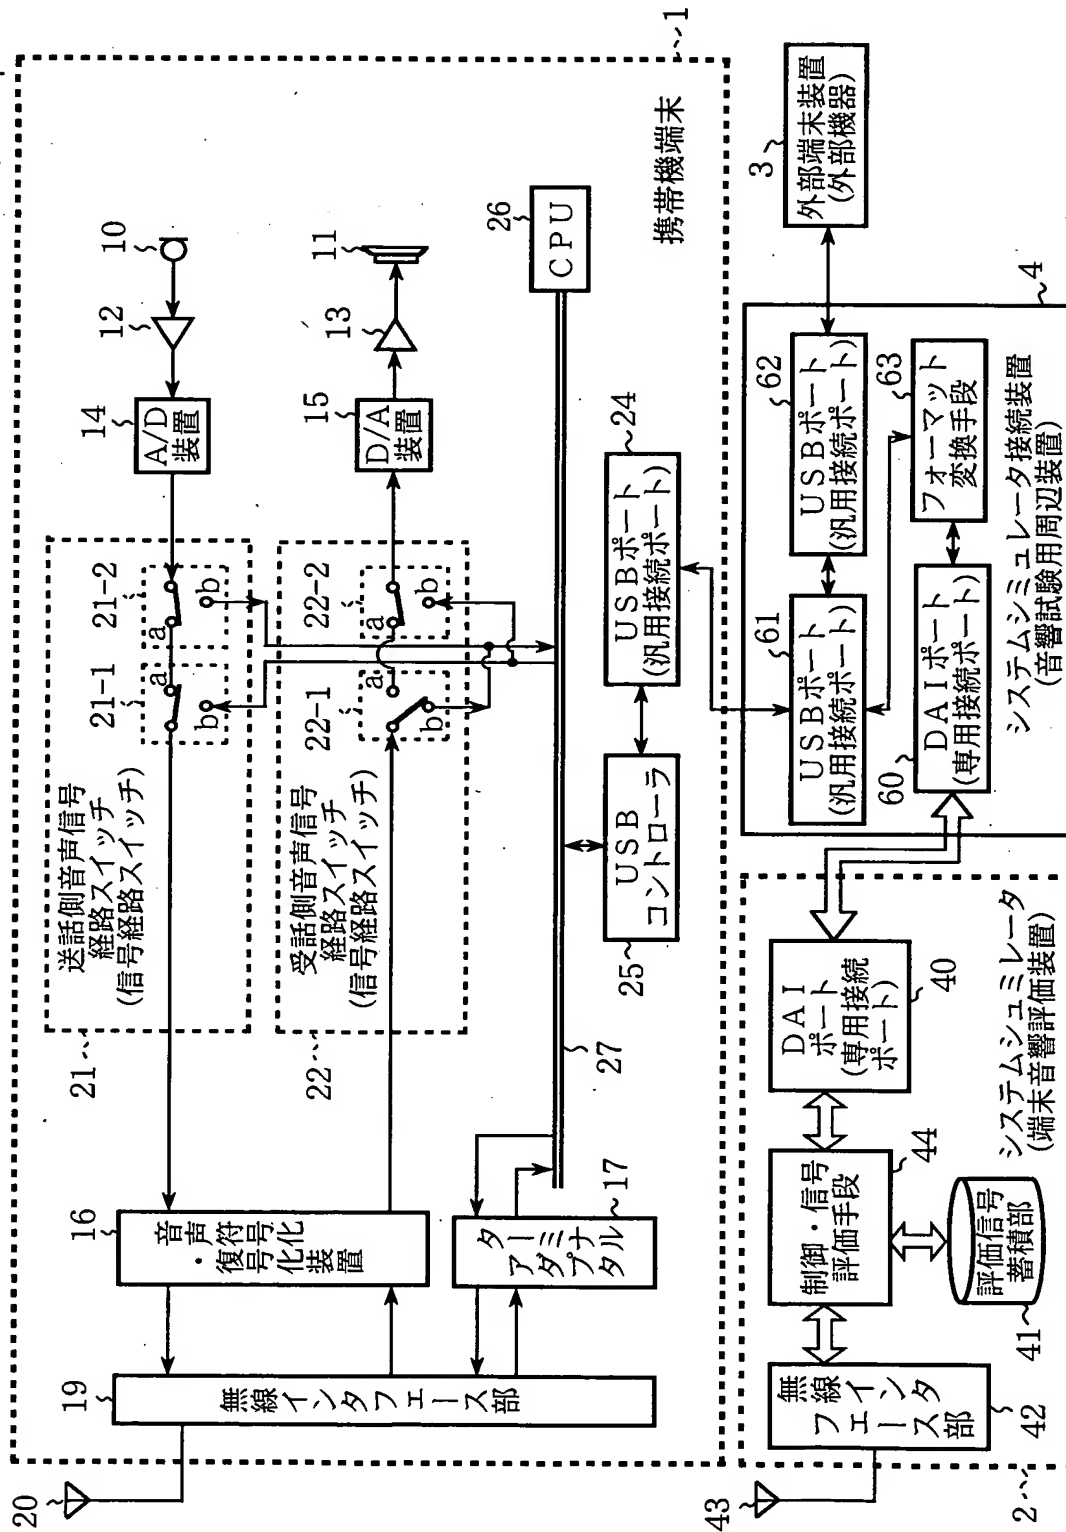 1
携帯機端末
20
19
無線インタフェース部
16
音声
符号化
・復号化
装置
17
ターミナル
アダプタ
21
送話側音声信号
経路スイッチ
(信号経路スイッチ)
21-1
a
b
21-2
a
b
14
A/D
装置
12
10
22
受話側音声信号
経路スイッチ
(信号経路スイッチ)
22-1
a
b
22-2
a
b
15
D/A
装置
13
11
27
26
CPU
25
USB
コントローラ
24
USBポート
(汎用接続ポート)
43
2
42
無線インタ
フェース部
44
制御・信号
評価手段
41
評価信号
蓄積部
40
DAI
ポート
(専用接続
ポート)
システムシュミレータ
(端末音響評価装置)
4
61
USBポート
(汎用接続ポート)
62
USBポート
(汎用接続ポート)
60
DAIポート
(専用接続ポート)
63
フォーマット
変換手段
システムシミュレータ接続装置
(音響試験用周辺装置)
3
外部端末装置
(外部機器)